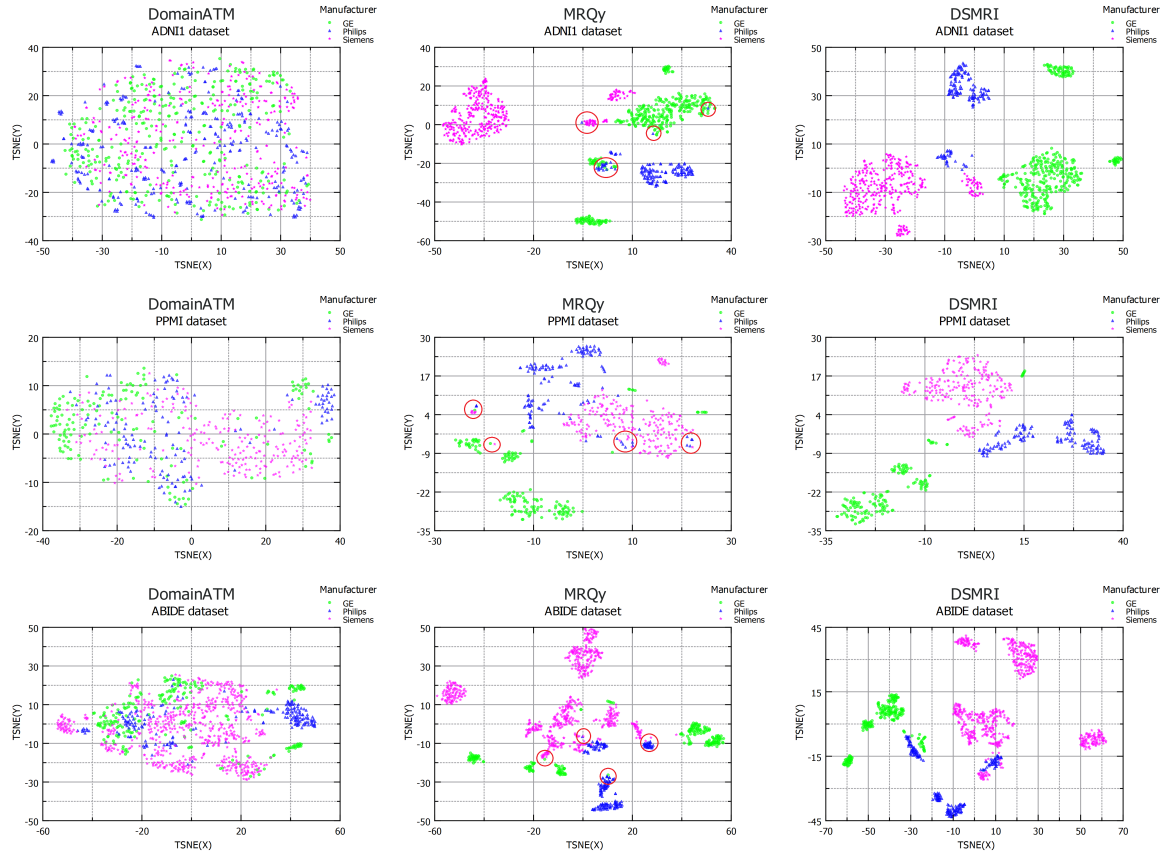 DomainATM
ADNI1 dataset
Manufacturer
GE
Philips
Siemens
40
20
0
-20
-40
-50
-30
-10
10
30
50
TSNE(Y)
TSNE(X)
MRQy
ADNI1 dataset
Manufacturer
GE
Philips
Siemens
40
20
0
-20
-40
-60
-20
0
20
40
TSNE(Y)
TSNE(X)
DSMRI
ADNI1 dataset
Manufacturer
GE
Philips
Siemens
50
30
10
-10
-30
-50
-30
-10
10
30
50
TSNE(Y)
TSNE(X)
DomainATM
PPMI dataset
Manufacturer
GE
Philips
Siemens
20
10
0
-10
-20
-40
-20
0
20
40
TSNE(Y)
TSNE(X)
MRQy
PPMI dataset
Manufacturer
GE
Philips
Siemens
30
17
4
-9
-22
-35
-30
-10
10
30
TSNE(Y)
TSNE(X)
DSMRI
PPMI dataset
Manufacturer
GE
Philips
Siemens
30
17
4
-9
-22
-35
-35
-10
15
40
TSNE(Y)
TSNE(X)
DomainATM
ABIDE dataset
Manufacturer
GE
Philips
Siemens
50
30
10
-10
-30
-50
-60
-20
20
60
TSNE(Y)
TSNE(X)
MRQy
ABIDE dataset
Manufacturer
GE
Philips
Siemens
50
30
10
-10
-30
-50
-60
-20
20
60
TSNE(Y)
TSNE(X)
DSMRI
ABIDE dataset
Manufacturer
GE
Philips
Siemens
45
15
-15
-45
-70
-50
-30
-10
10
30
50
70
TSNE(Y)
TSNE(X)